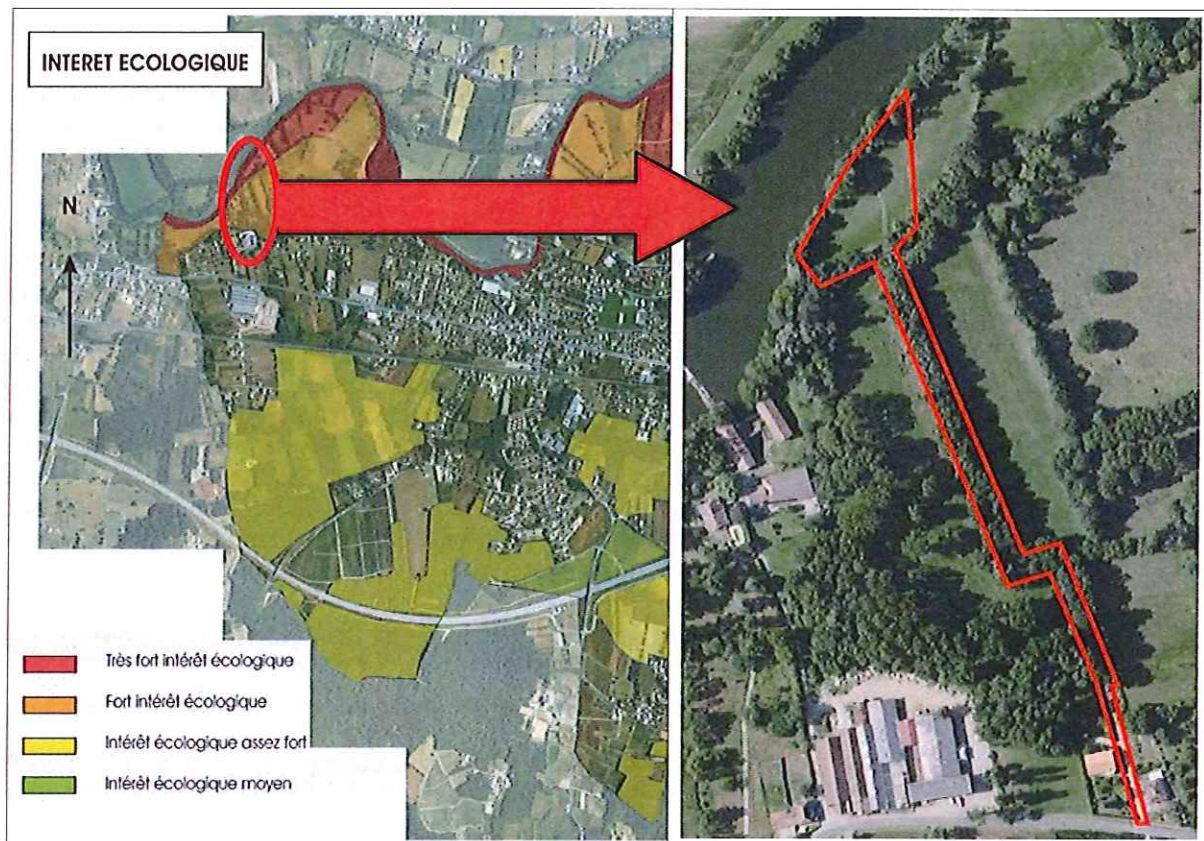 INTERET ECOLOGIQUE
N
Très fort intérêt écologique
Fort intérêt écologique
Intérêt écologique assez fort
Intérêt écologique moyen